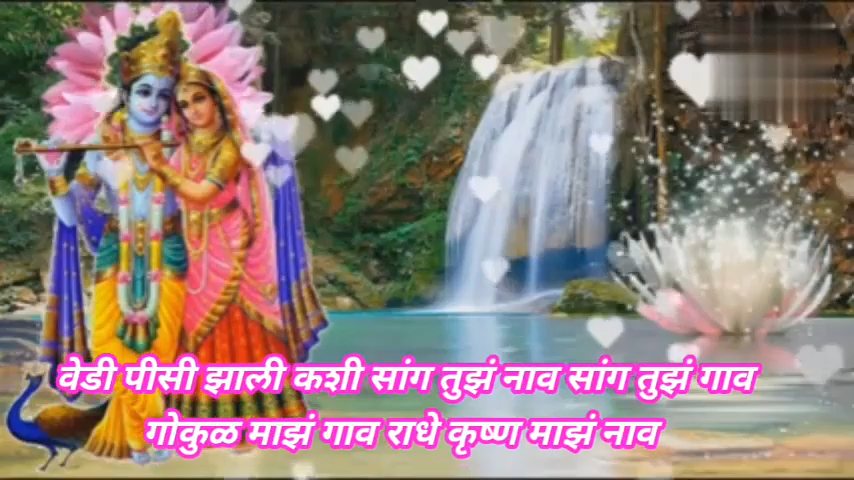 वेडी पीसी झाली कशी सांग तुझं नाव सांग तुझं गाव
गोकुळ माझं गाव राधे कृष्ण माझं नाव